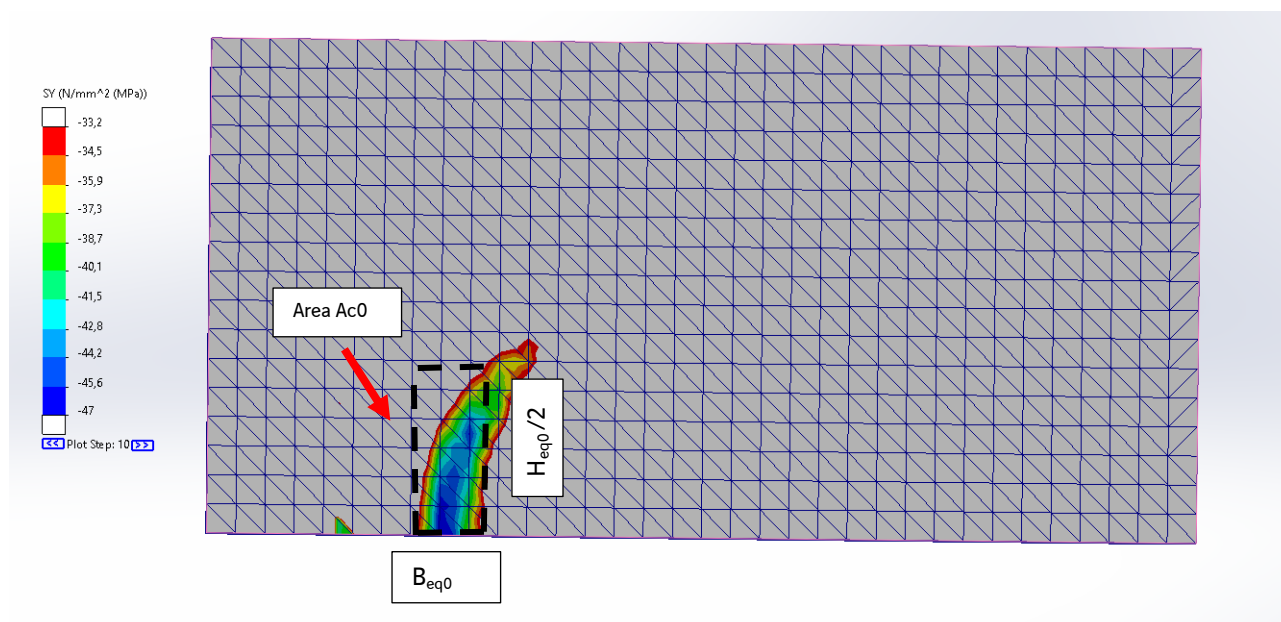 SY (N/mm^2 (MPa))
-33,2
-34,5
-35,9
-37,3
-38,7
-40,1
-41,5
-42,8
-44,2
-45,6
-47
<< Plot Step: 10 >>
Area Ac0
Heq0/2
Beq0